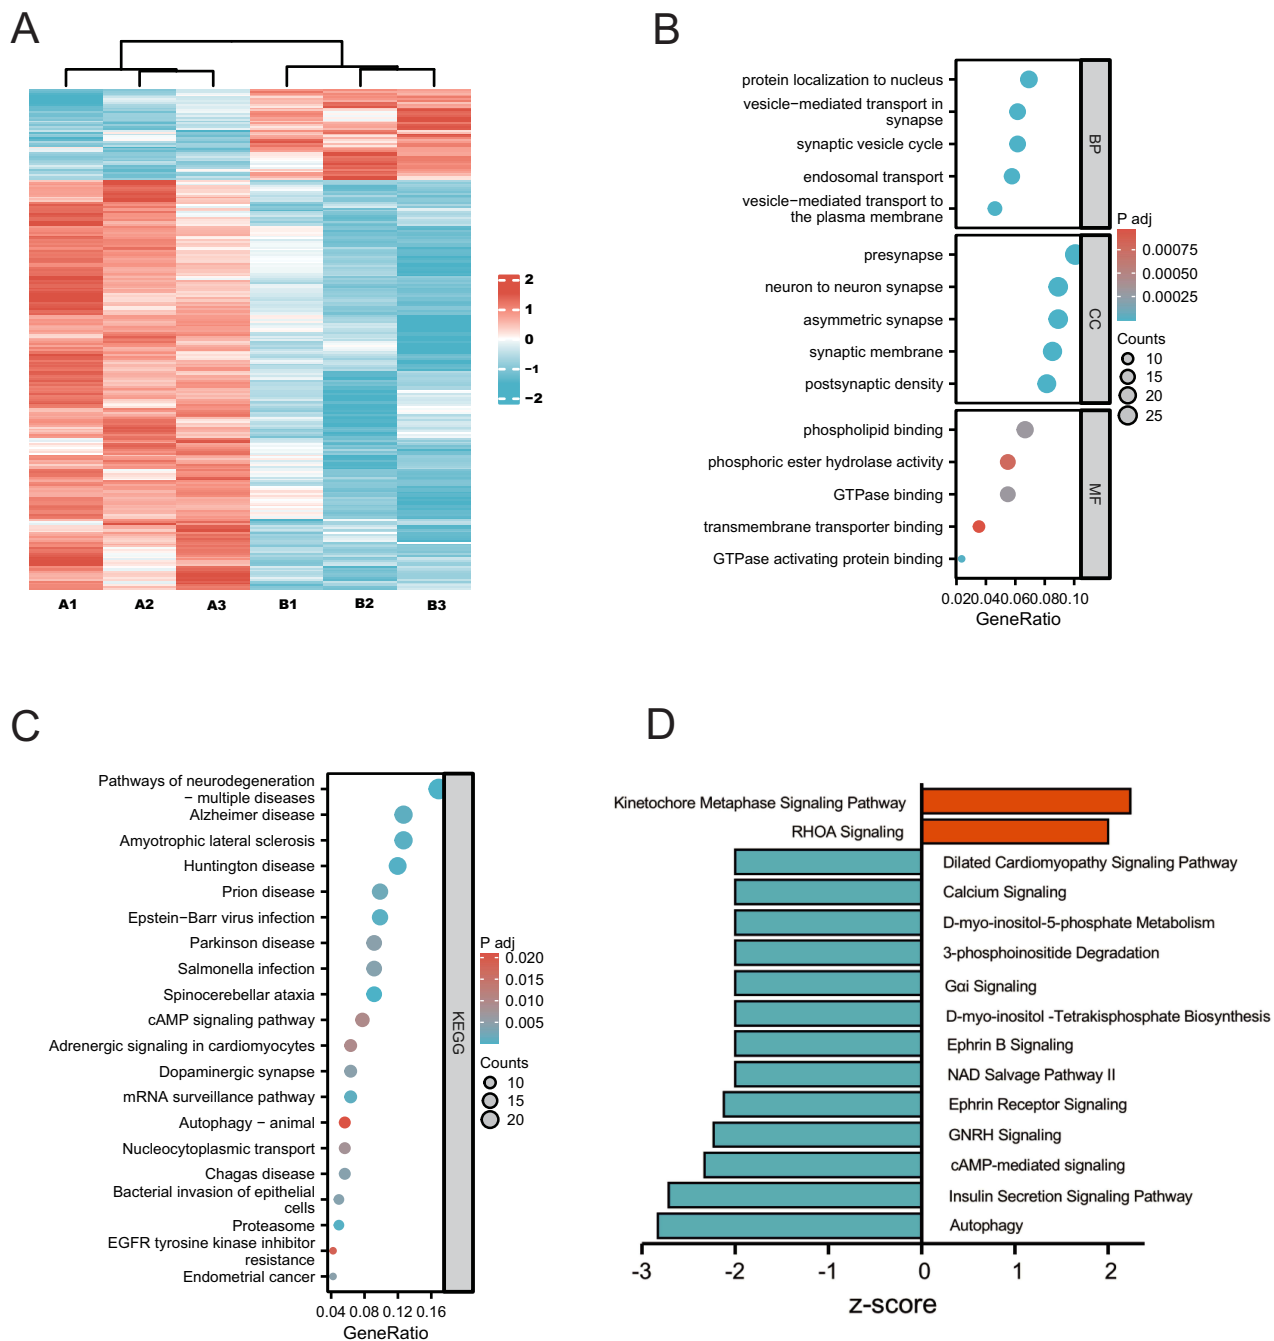 A
2
1
0
−1
−2
A1 A2 A3 B1 B2 B3
B
protein localization to nucleus
vesicle−mediated transport in
synapse
synaptic vesicle cycle
endosomal transport
vesicle−mediated transport to
the plasma membrane
BP
presynapse
neuron to neuron synapse
asymmetric synapse
synaptic membrane
postsynaptic density
CC
phospholipid binding
phosphoric ester hydrolase activity
GTPase binding
transmembrane transporter binding
GTPase activating protein binding
MF
0.02 0.04 0.06 0.08 0.10
GeneRatio
P adj
0.00075
0.00050
0.00025
Counts
10
15
20
25
C
Pathways of neurodegeneration
− multiple diseases
Alzheimer disease
Amyotrophic lateral sclerosis
Huntington disease
Prion disease
Epstein−Barr virus infection
Parkinson disease
Salmonella infection
Spinocerebellar ataxia
cAMP signaling pathway
Adrenergic signaling in cardiomyocytes
Dopaminergic synapse
mRNA surveillance pathway
Autophagy − animal
Nucleocytoplasmic transport
Chagas disease
Bacterial invasion of epithelial
cells
Proteasome
EGFR tyrosine kinase inhibitor
resistance
Endometrial cancer
KEGG
0.04 0.08 0.12 0.16
GeneRatio
P adj
0.020
0.015
0.010
0.005
Counts
10
15
20
D
Kinetochore Metaphase Signaling Pathway
RHOA Signaling
Dilated Cardiomyopathy Signaling Pathway
Calcium Signaling
D-myo-inositol-5-phosphate Metabolism
3-phosphoinositide Degradation
Gαi Signaling
D-myo-inositol -Tetrakisphosphate Biosynthesis
Ephrin B Signaling
NAD Salvage Pathway II
Ephrin Receptor Signaling
GNRH Signaling
cAMP-mediated signaling
Insulin Secretion Signaling Pathway
Autophagy
-3 -2 -1 0 1 2
z-score